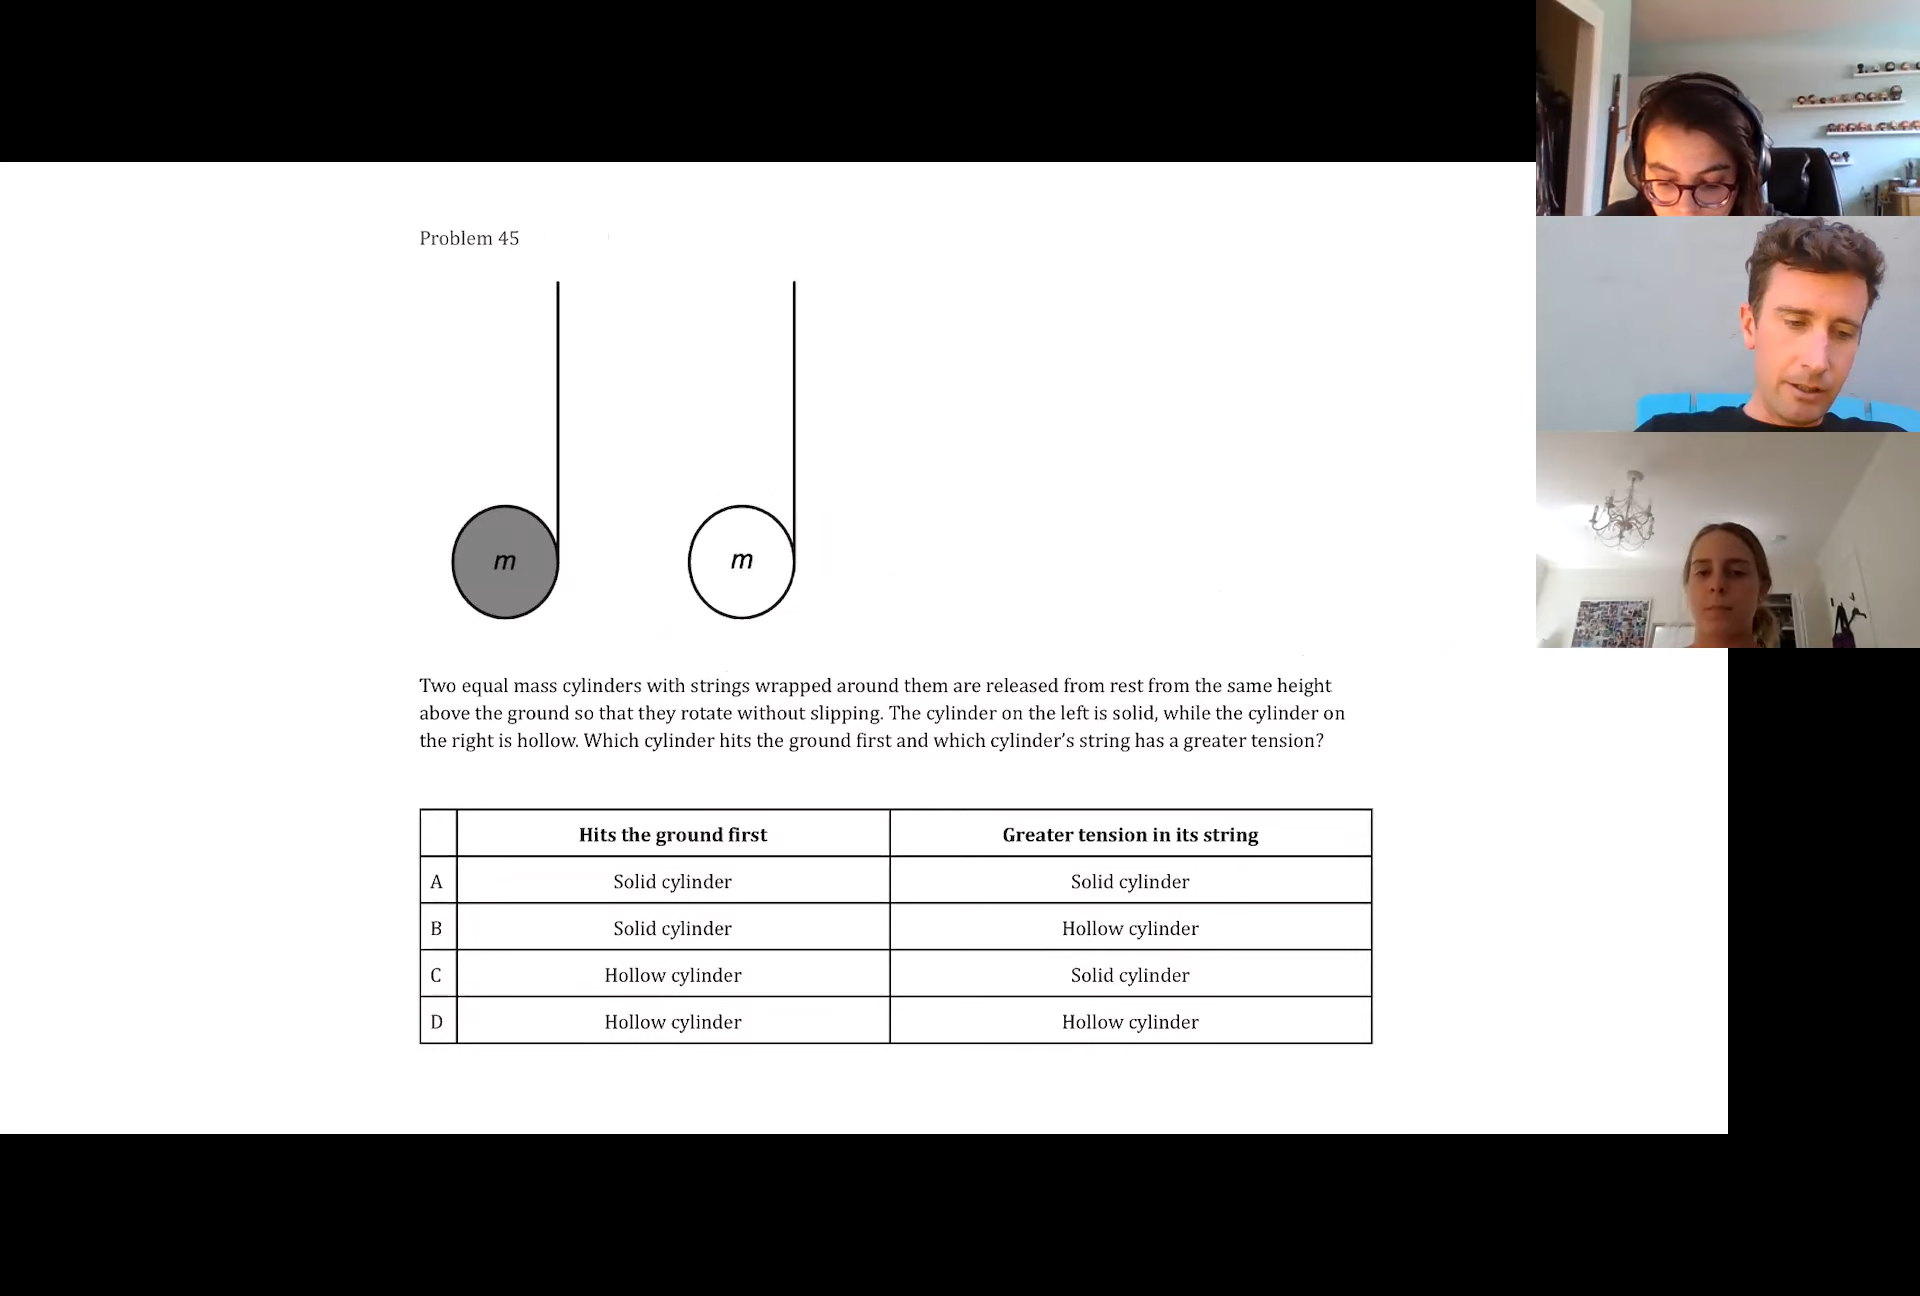 Problem 45
m
m
Two equal mass cylinders with strings wrapped around them are released from rest from the same height
above the ground so that they rotate without slipping. The cylinder on the left is solid, while the cylinder on
the right is hollow. Which cylinder hits the ground first and which cylinder’s string has a greater tension?
Hits the ground first Greater tension in its string
A Solid cylinder Solid cylinder
B Solid cylinder Hollow cylinder
C Hollow cylinder Solid cylinder
D Hollow cylinder Hollow cylinder